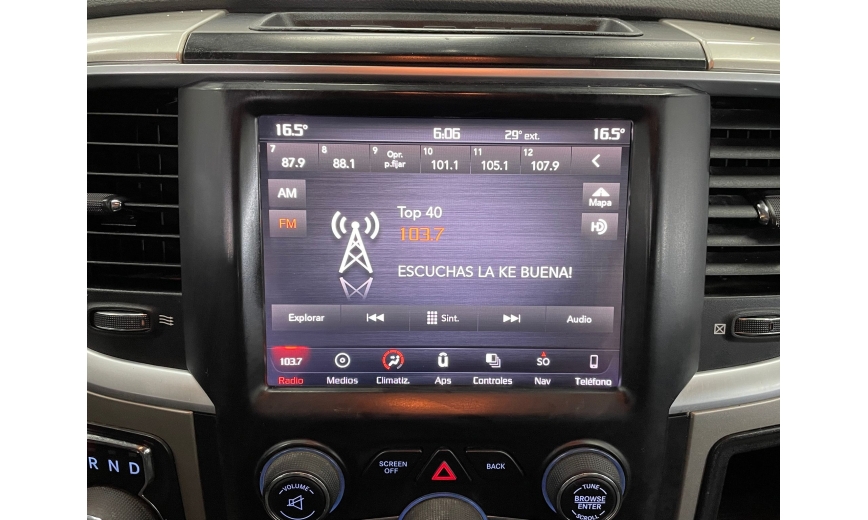 16.5° 6:06 29° ext. 16.5°
7 8 9 10 11 12
87.9 88.1 Opr. p.fijar 101.1 105.1 107.9
AM
Mapa
FM
HD
Top 40
103.7
ESCUCHAS LA KE BUENA!
Explorar Sint. Audio
103.7 SO
Radio Medios Climatiz. Aps Controles Nav Teléfono
R N D
VOLUME
SCREEN OFF
BACK
TUNE
BROWSE
ENTER
SCROLL